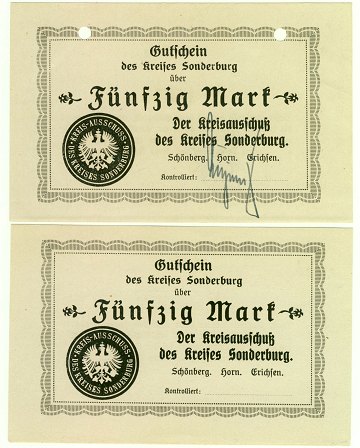 Gutschein
des Kreises Sonderburg
über
Fünfzig Mark
Der Kreisausschuß
des Kreises Sonderburg.
Schönberg. Horn. Erichsen.
Kontrolliert:
KREIS-AUSSCHUSS
DES KREISES SONDERBURG
Gutschein
des Kreises Sonderburg
über
Fünfzig Mark
Der Kreisausschuß
des Kreises Sonderburg.
Schönberg. Horn. Erichsen.
Kontrolliert:
KREIS-AUSSCHUSS
DES KREISES SONDERBURG